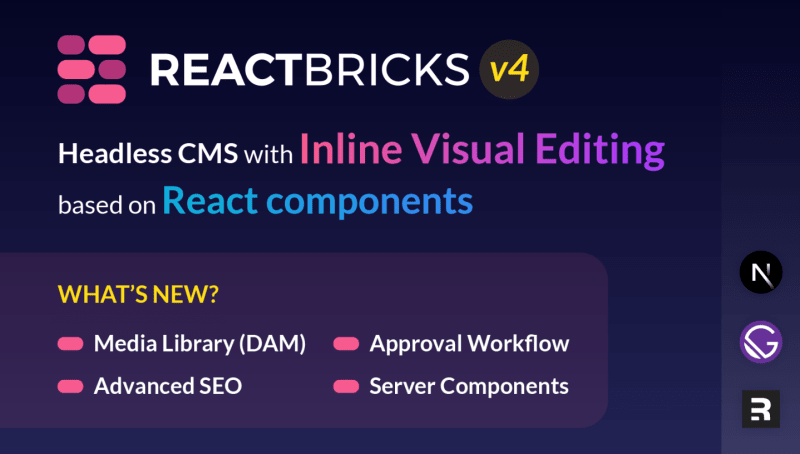 REACTBRICKS v4
Headless CMS with Inline Visual Editing
based on React components
WHAT'S NEW?
Media Library (DAM)
Approval Workflow
Advanced SEO
Server Components
N
G
R